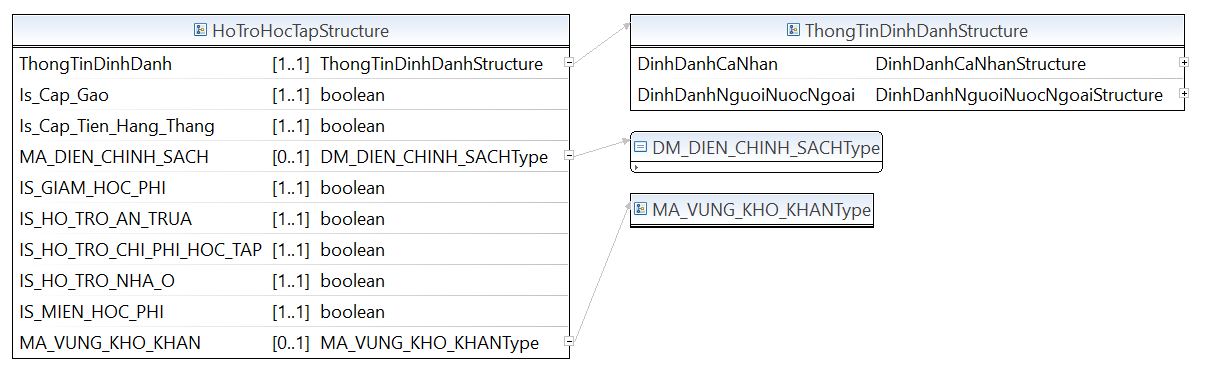 HoTroHocTapStructure
ThongTinDinhDanh [1..1] ThongTinDinhDanhStructure
Is_Cap_Gao [1..1] boolean
Is_Cap_Tien_Hang_Thang [1..1] boolean
MA_DIEN_CHINH_SACH [0..1] DM_DIEN_CHINH_SACHType
IS_GIAM_HOC_PHI [1..1] boolean
IS_HO_TRO_AN_TRUA [1..1] boolean
IS_HO_TRO_CHI_PHI_HOC_TAP [1..1] boolean
IS_HO_TRO_NHA_O [1..1] boolean
IS_MIEN_HOC_PHI [1..1] boolean
MA_VUNG_KHO_KHAN [0..1] MA_VUNG_KHO_KHANType
ThongTinDinhDanhStructure
DinhDanhCaNhan DinhDanhCaNhanStructure
DinhDanhNguoiNuocNgoai DinhDanhNguoiNuocNgoaiStructure
DM_DIEN_CHINH_SACHType
MA_VUNG_KHO_KHANType